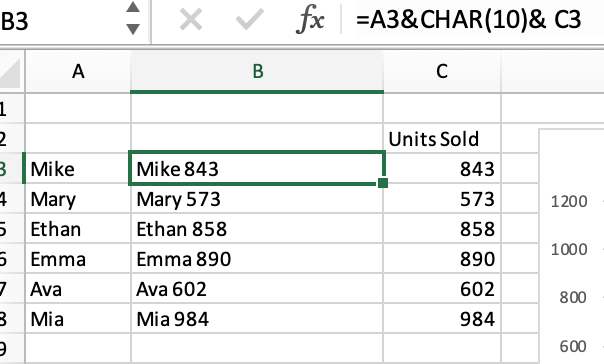 B3 fx =A3&CHAR(10)& C3
A B C
1
2 Units Sold
3 Mike Mike 843 843
4 Mary Mary 573 573
5 Ethan Ethan 858 858
6 Emma Emma 890 890
7 Ava Ava 602 602
8 Mia Mia 984 984
9
1200
1000
800
600